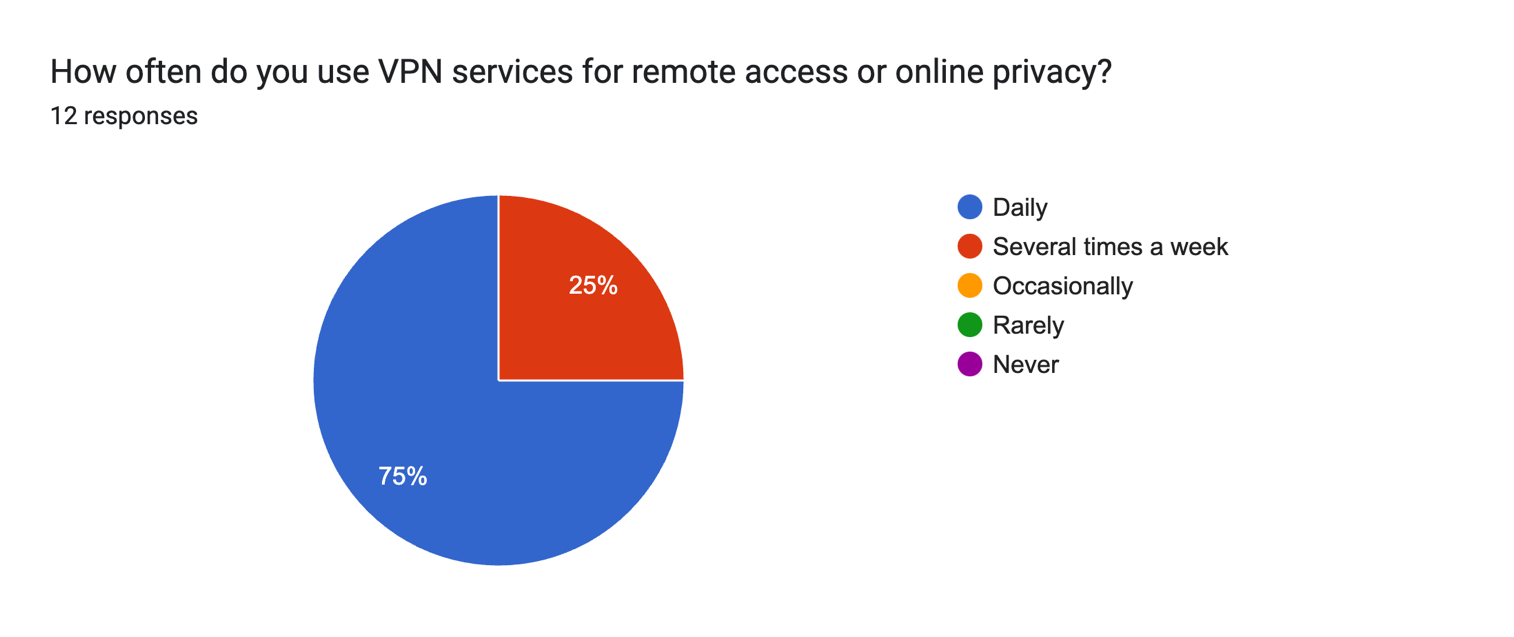 How often do you use VPN services for remote access or online privacy?
12 responses
25%
75%
Daily
Several times a week
Occasionally
Rarely
Never